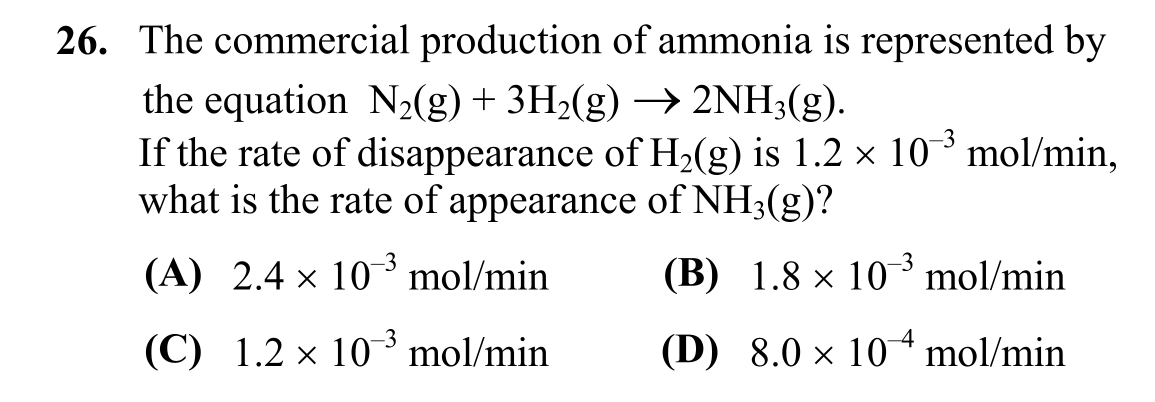 26. The commercial production of ammonia is represented by
the equation N₂(g) + 3H₂(g) → 2NH₃(g).
If the rate of disappearance of H₂(g) is 1.2 × 10⁻³ mol/min,
what is the rate of appearance of NH₃(g)?
(A) 2.4 × 10⁻³ mol/min (B) 1.8 × 10⁻³ mol/min
(C) 1.2 × 10⁻³ mol/min (D) 8.0 × 10⁻⁴ mol/min